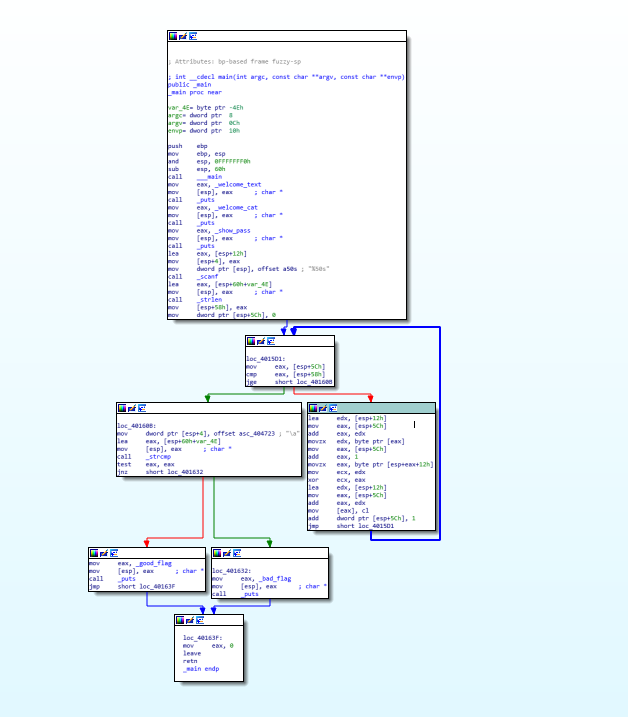 ; Attributes: bp-based frame fuzzy-sp
; int __cdecl main(int argc, const char **argv, const char **envp)
public _main
_main proc near
var_4E= byte ptr -4Eh
argc= dword ptr  8
argv= dword ptr  0Ch
envp= dword ptr  10h
push    ebp
mov     ebp, esp
and     esp, 0FFFFFFF0h
sub     esp, 60h
call    ___main
mov     eax, _welcome_text
mov     [esp], eax      ; char *
call    _puts
mov     eax, _welcome_cat
mov     [esp], eax      ; char *
call    _puts
mov     eax, _show_pass
mov     [esp], eax      ; char *
call    _puts
lea     eax, [esp+12h]
mov     [esp+4], eax
mov     dword ptr [esp], offset a50s ; "%50s"
call    _scanf
lea     eax, [esp+60h+var_4E]
mov     [esp], eax      ; char *
call    _strlen
mov     [esp+58h], eax
mov     dword ptr [esp+5Ch], 0
loc_4015D1:
mov     eax, [esp+5Ch]
cmp     eax, [esp+58h]
jge     short loc_40160B
loc_40160B:
mov     dword ptr [esp+4], offset asc_404723 ;
lea     eax, [esp+60h+var_4E]
mov     [esp], eax      ; char *
call    _strcmp
test    eax, eax
jnz     short loc_401632
lea     edx, [esp+12h]
mov     eax, [esp+5Ch]
add     eax, edx
movzx   edx, byte ptr [eax]
mov     eax, [esp+5Ch]
add     eax, 1
movzx   eax, byte ptr [esp+eax+12h]
mov     ecx, edx
xor     ecx, eax
lea     edx, [esp+12h]
mov     eax, [esp+5Ch]
add     eax, edx
mov     [eax], cl
add     dword ptr [esp+5Ch], 1
jmp     short loc_4015D1
mov     eax, _good_flag
mov     [esp], eax      ; char *
call    _puts
jmp     short loc_40163F
loc_401632:
mov     eax, _bad_flag
mov     [esp], eax      ; char *
call    _puts
loc_40163F:
mov     eax, 0
leave
retn
_main endp